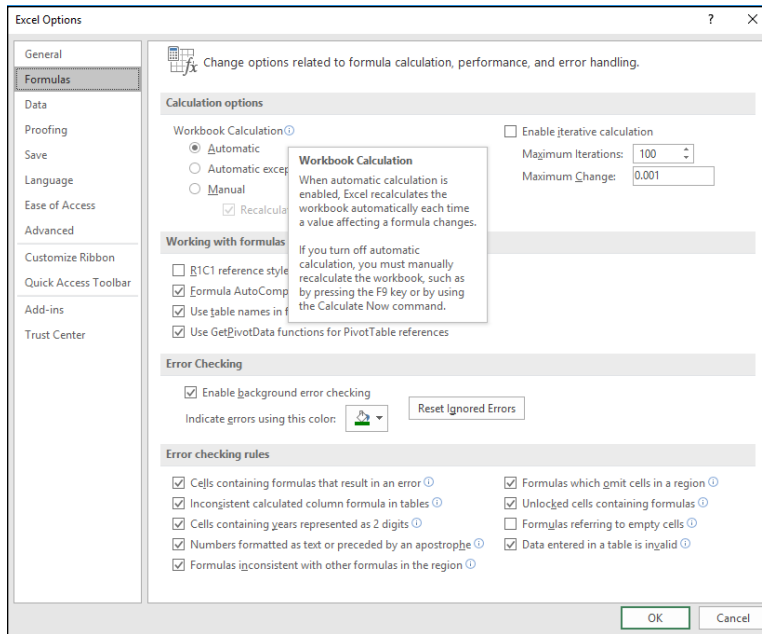 Excel Options
?
General
Formulas
Data
Proofing
Save
Language
Ease of Access
Advanced
Customize Ribbon
Quick Access Toolbar
Add-ins
Trust Center
fx Change options related to formula calculation, performance, and error handling.
Calculation options
Workbook Calculation
Automatic
Automatic excep
Manual
Recalcula
Enable iterative calculation
Maximum Iterations: 100
Maximum Change: 0.001
Workbook Calculation
When automatic calculation is
enabled, Excel recalculates the
workbook automatically each time
a value affecting a formula changes.
If you turn off automatic
calculation, you must manually
recalculate the workbook, such as
by pressing the F9 key or by using
the Calculate Now command.
Working with formulas
R1C1 reference style
Formula AutoComp
Use table names in f
Use GetPivotData functions for PivotTable references
Error Checking
Enable background error checking
Indicate errors using this color:
Reset Ignored Errors
Error checking rules
Cells containing formulas that result in an error
Inconsistent calculated column formula in tables
Cells containing years represented as 2 digits
Numbers formatted as text or preceded by an apostrophe
Formulas inconsistent with other formulas in the region
Formulas which omit cells in a region
Unlocked cells containing formulas
Formulas referring to empty cells
Data entered in a table is invalid
OK
Cancel